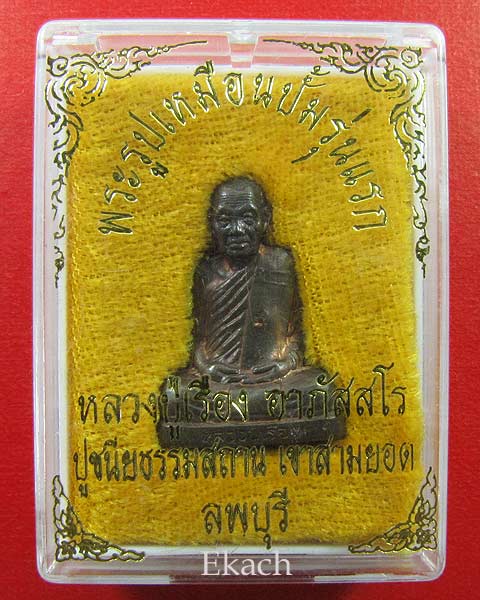 พระรูปเหมือนปั๊มรุ่นแรก
หลวงปู่เรือง อาภัสสโร
ปูชนียธรรมสถาน เขาสามยอด
ลพบุรี
Ekach